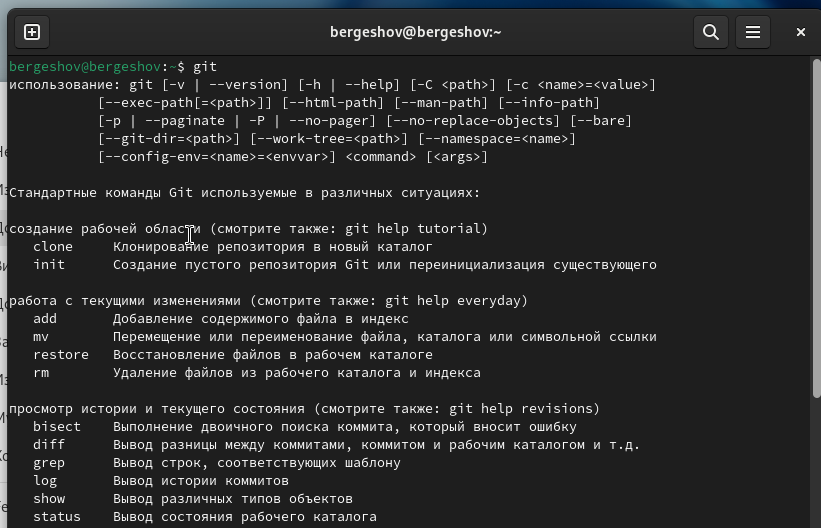 bergeshov@bergeshov:~
bergeshov@bergeshov:~$ git
использование: git [-v | --version] [-h | --help] [-C <path>] [-c <name>=<value>]
[--exec-path[=<path>]] [--html-path] [--man-path] [--info-path]
[-p | --paginate | -P | --no-pager] [--no-replace-objects] [--bare]
[--git-dir=<path>] [--work-tree=<path>] [--namespace=<name>]
[--config-env=<name>=<envvar>] <command> [<args>]
Стандартные команды Git используемые в различных ситуациях:
создание рабочей области (смотрите также: git help tutorial)
clone Клонирование репозитория в новый каталог
init Создание пустого репозитория Git или переинициализация существующего
работа с текущими изменениями (смотрите также: git help everyday)
add Добавление содержимого файла в индекс
mv Перемещение или переименование файла, каталога или символьной ссылки
restore Восстановление файлов в рабочем каталоге
rm Удаление файлов из рабочего каталога и индекса
просмотр истории и текущего состояния (смотрите также: git help revisions)
bisect Выполнение двоичного поиска коммита, который вносит ошибку
diff Вывод разницы между коммитами, коммитом и рабочим каталогом и т.д.
grep Вывод строк, соответствующих шаблону
log Вывод истории коммитов
show Вывод различных типов объектов
status Вывод состояния рабочего каталога